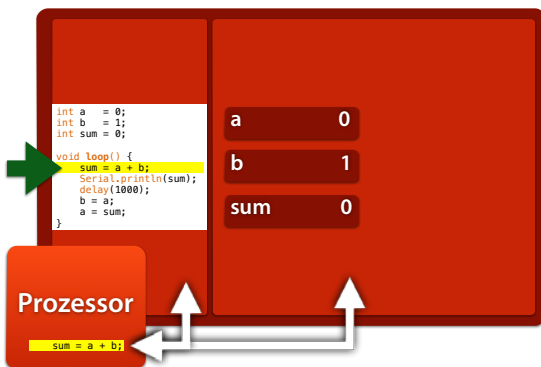 int a   = 0;
int b   = 1;
int sum = 0;
void loop() {
    sum = a + b;
    Serial.println(sum);
    delay(1000);
    b = a;
    a = sum;
}
a 0
b 1
sum 0
Prozessor
sum = a + b;